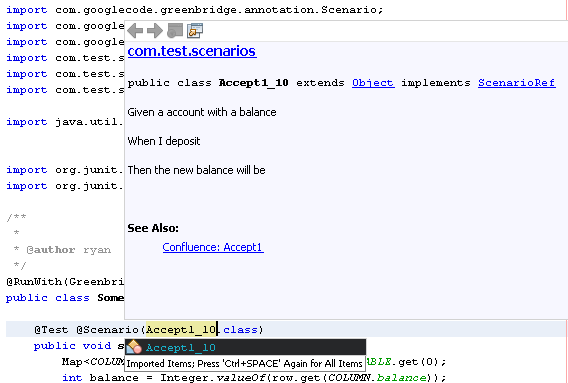 import com.googlecode.greenbridge.annotation.Scenario;
import com.goog
import com.goog
import com.test.s
import com.test.s
import com.test.s
import java.util.
import org.junit.
import org.junit.
/**
*
* @author ryan
*/
@RunWith(Greenbri
public class Some
com.test.scenarios
public class Accept1_10 extends Object implements ScenarioRef
Given a account with a balance
When I deposit
Then the new balance will be
See Also:
Confluence: Accept1
@Test @Scenario(Accept1_10.class)
public void s
Accept1_10
Imported Items; Press 'Ctrl+SPACE' Again for All Items
Map<COLUM
BLE.get(0);
int balance = Integer.valueOf(row.get(COLUMN.balance));